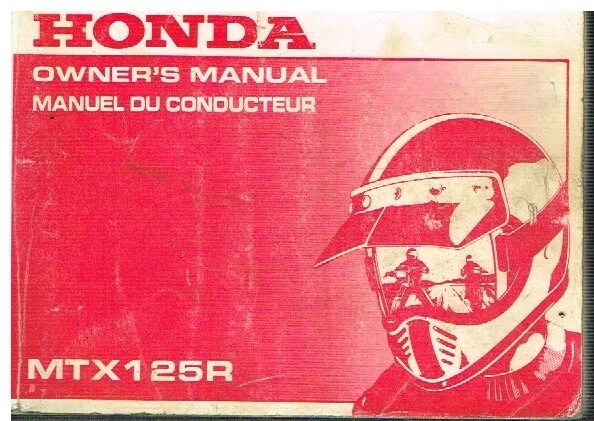 HONDA
OWNER'S MANUAL
MANUEL DU CONDUCTEUR
MTX125R